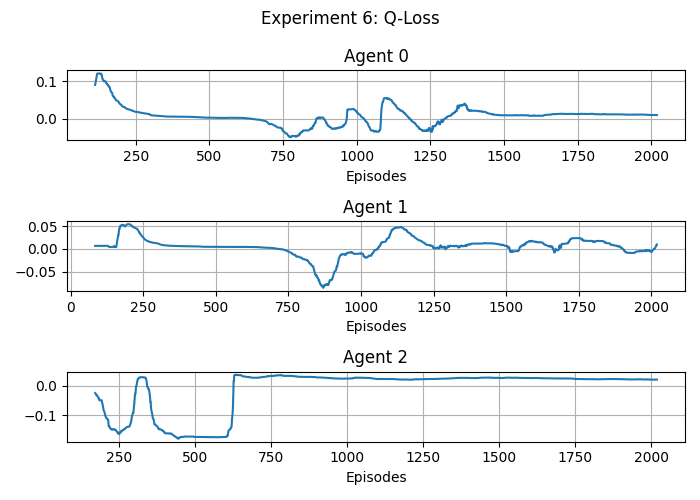 Experiment 6: Q-Loss
Agent 0
0.1
0.0
250 500 750 1000 1250 1500 1750 2000
Episodes
Agent 1
0.05
0.00
−0.05
0 250 500 750 1000 1250 1500 1750 2000
Episodes
Agent 2
0.0
−0.1
250 500 750 1000 1250 1500 1750 2000
Episodes